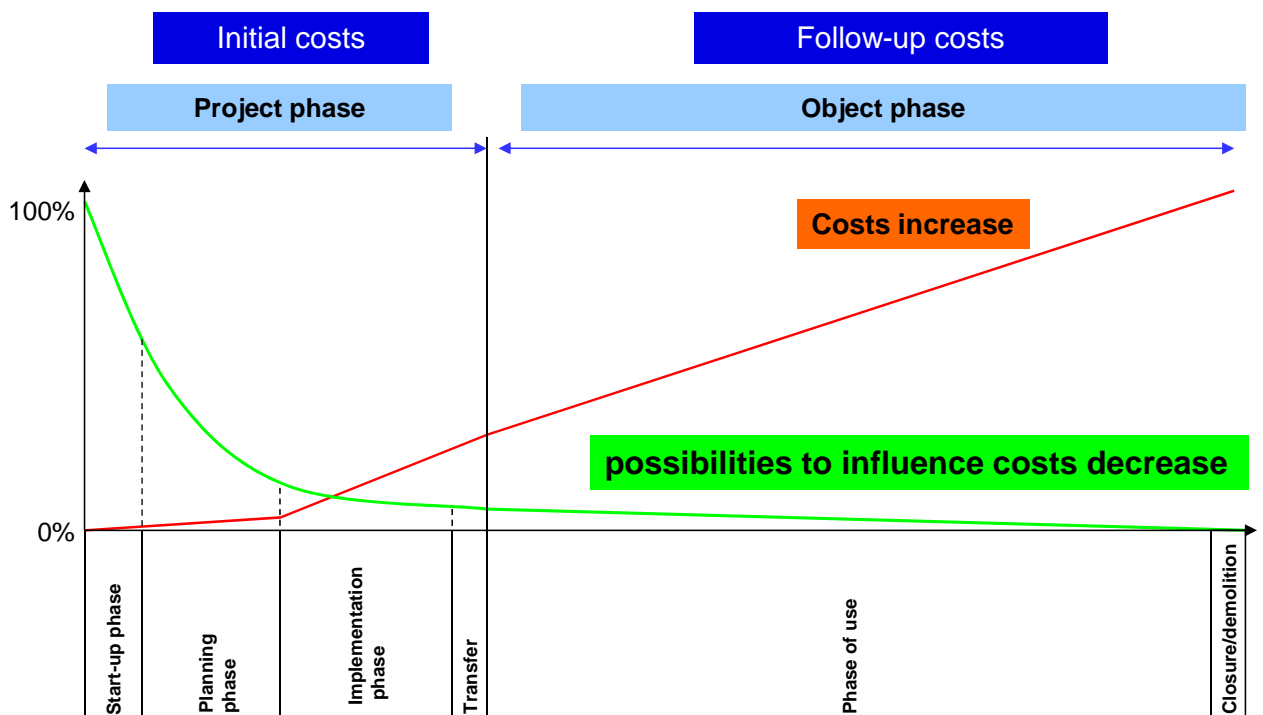 Initial costs
Follow-up costs
Project phase
Object phase
100%
Costs increase
possibilities to influence costs decrease
0%
Start-up phase
Planning
phase
Implementation
phase
Transfer
Phase of use
Closure/demolition